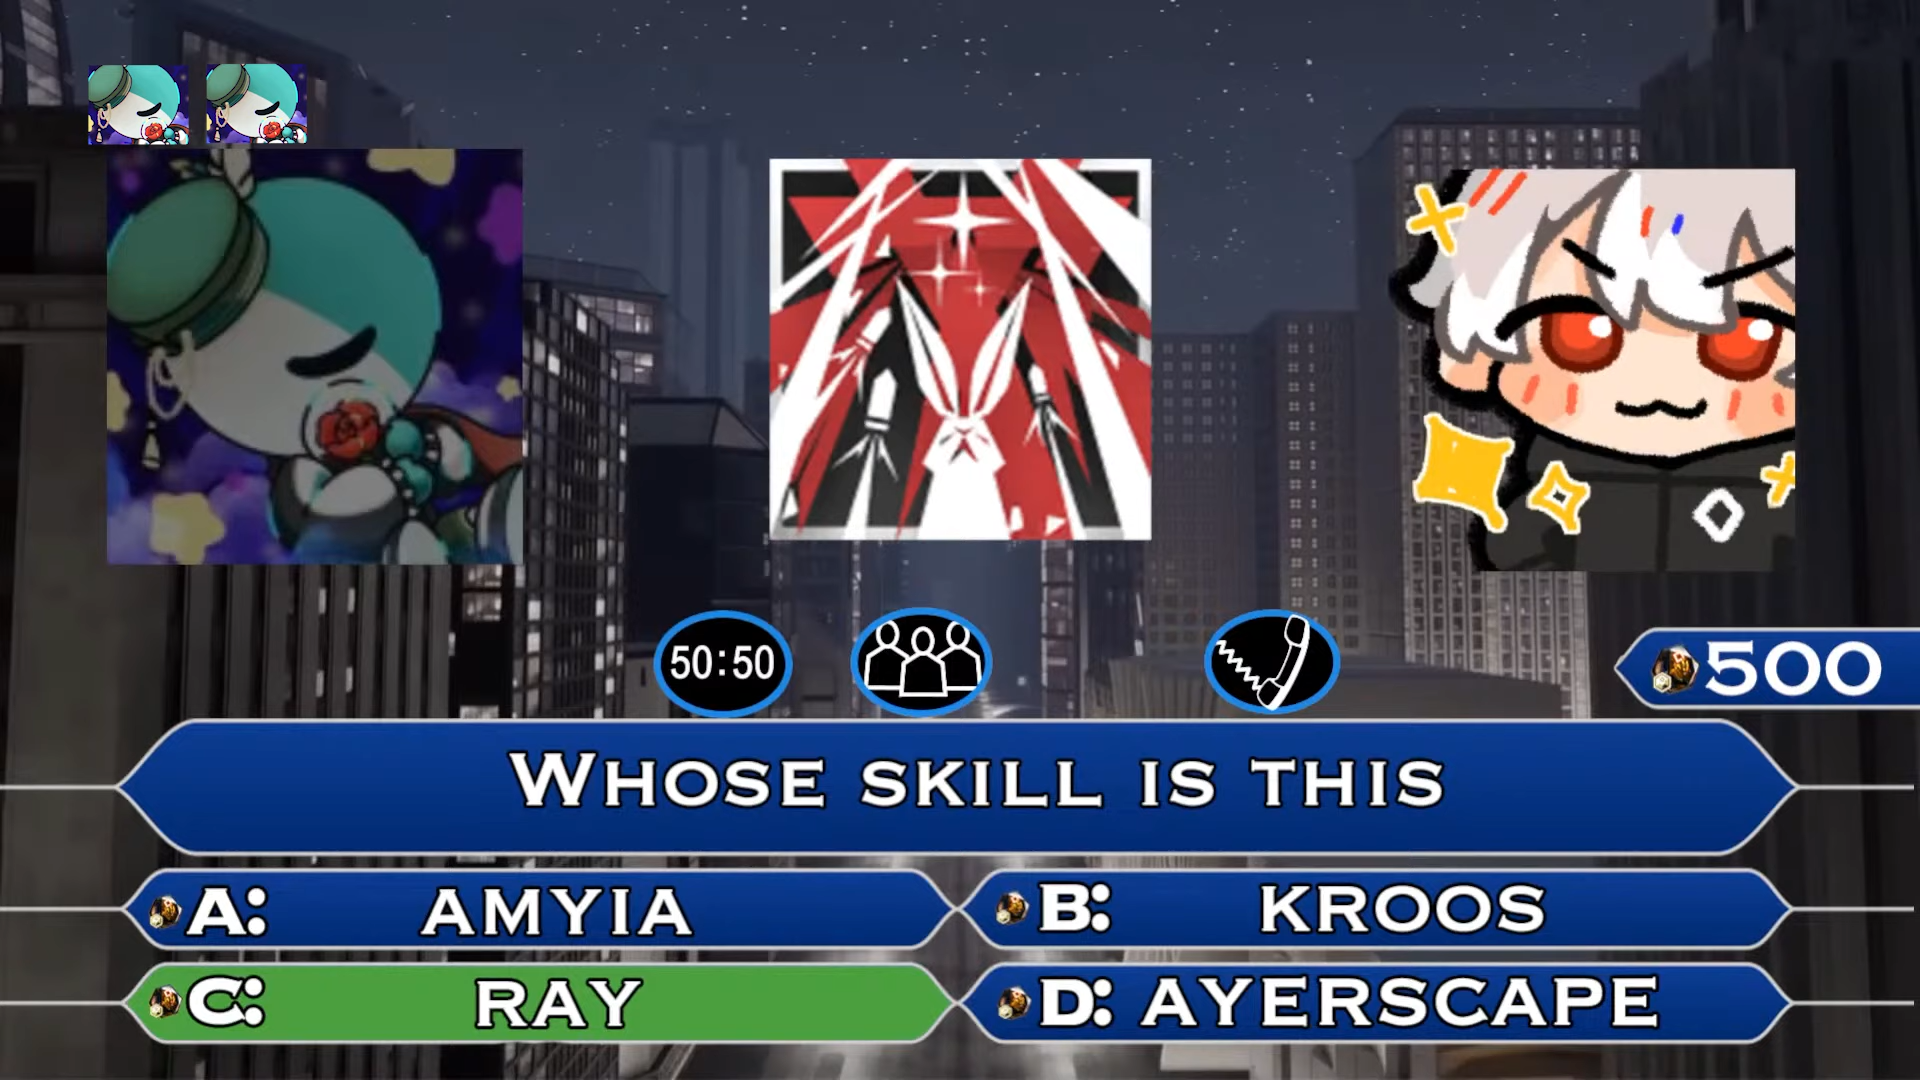 50:50
500
WHOSE SKILL IS THIS
A: AMYIA
B: KROOS
C: RAY
D: AYERSCAPE